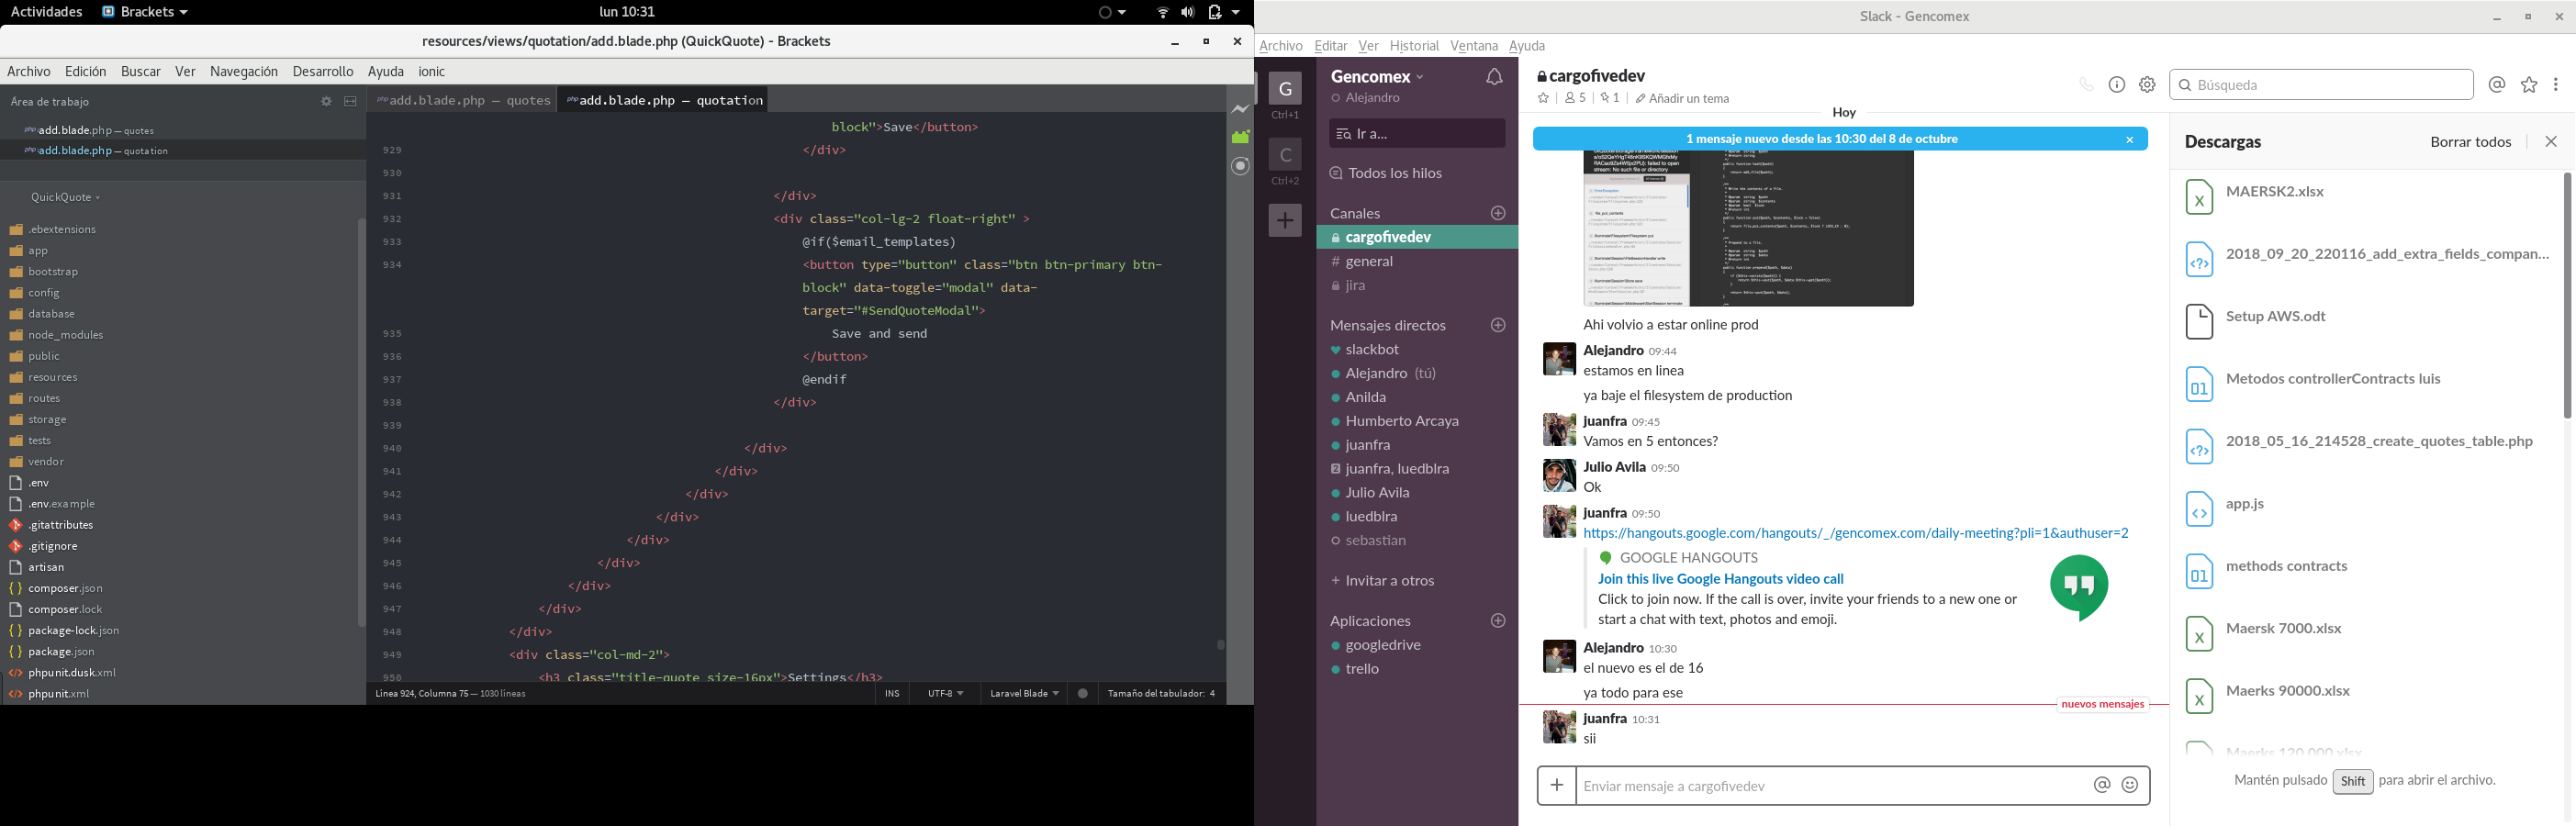 Actividades
Brackets
lun 10:31
resources/views/quotation/add.blade.php (QuickQuote) - Brackets
Archivo Edición Buscar Ver Navegación Desarrollo Ayuda ionic
Área de trabajo
add.blade.php — quotes
add.blade.php — quotation
QuickQuote
.ebextensions
app
bootstrap
config
database
node_modules
public
resources
routes
storage
tests
vendor
.env
.env.example
.gitattributes
.gitignore
artisan
composer.json
composer.lock
package-lock.json
package.json
phpunit.dusk.xml
phpunit.xml
php add.blade.php — quotes
php add.blade.php — quotation
block">Save</button>
929 </div>
930
931 </div>
932 <div class="col-lg-2 float-right" >
933 @if($email_templates)
934 <button type="button" class="btn btn-primary btn-
block" data-toggle="modal" data-
target="#SendQuoteModal">
935 Save and send
936 </button>
937 @endif
938 </div>
939
940 </div>
941 </div>
942 </div>
943 </div>
944 </div>
945 </div>
946 </div>
947 </div>
948 </div>
949 <div class="col-md-2">
950 <h3 class="title-quote size-16px">Settings</h3>
Línea 924, Columna 75 — 1030 líneas
INS
UTF-8
Laravel Blade
Tamaño del tabulador: 4
Slack - Gencomex
Archivo Editar Ver Historial Ventana Ayuda
G
Ctrl+1
C
Ctrl+2
Gencomex
Alejandro
Ir a...
Todos los hilos
Canales
cargofivedev
# general
jira
Mensajes directos
slackbot
Alejandro (tú)
Anilda
Humberto Arcaya
juanfra
2 juanfra, luedblra
Julio Avila
luedblra
sebastian
+ Invitar a otros
Aplicaciones
googledrive
trello
cargofivedev
5
1
Añadir un tema
Búsqueda
Hoy
1 mensaje nuevo desde las 10:30 del 8 de octubre
Ahi volvio a estar online prod
Alejandro 09:44
estamos en linea
ya baje el filesystem de production
juanfra 09:45
Vamos en 5 entonces?
Julio Avila 09:50
Ok
juanfra 09:50
https://hangouts.google.com/hangouts/_/gencomex.com/daily-meeting?pli=1&authuser=2
GOOGLE HANGOUTS
Join this live Google Hangouts video call
Click to join now. If the call is over, invite your friends to a new one or
start a chat with text, photos and emoji.
Alejandro 10:30
el nuevo es el de 16
ya todo para ese
nuevos mensajes
juanfra 10:31
sii
Enviar mensaje a cargofivedev
Descargas
Borrar todos
MAERSK2.xlsx
2018_09_20_220116_add_extra_fields_compan...
Setup AWS.odt
Metodos controllerContracts luis
2018_05_16_214528_create_quotes_table.php
app.js
methods contracts
Maersk 7000.xlsx
Maerks 90000.xlsx
Maerks 120.000.xlsx
Mantén pulsado Shift para abrir el archivo.